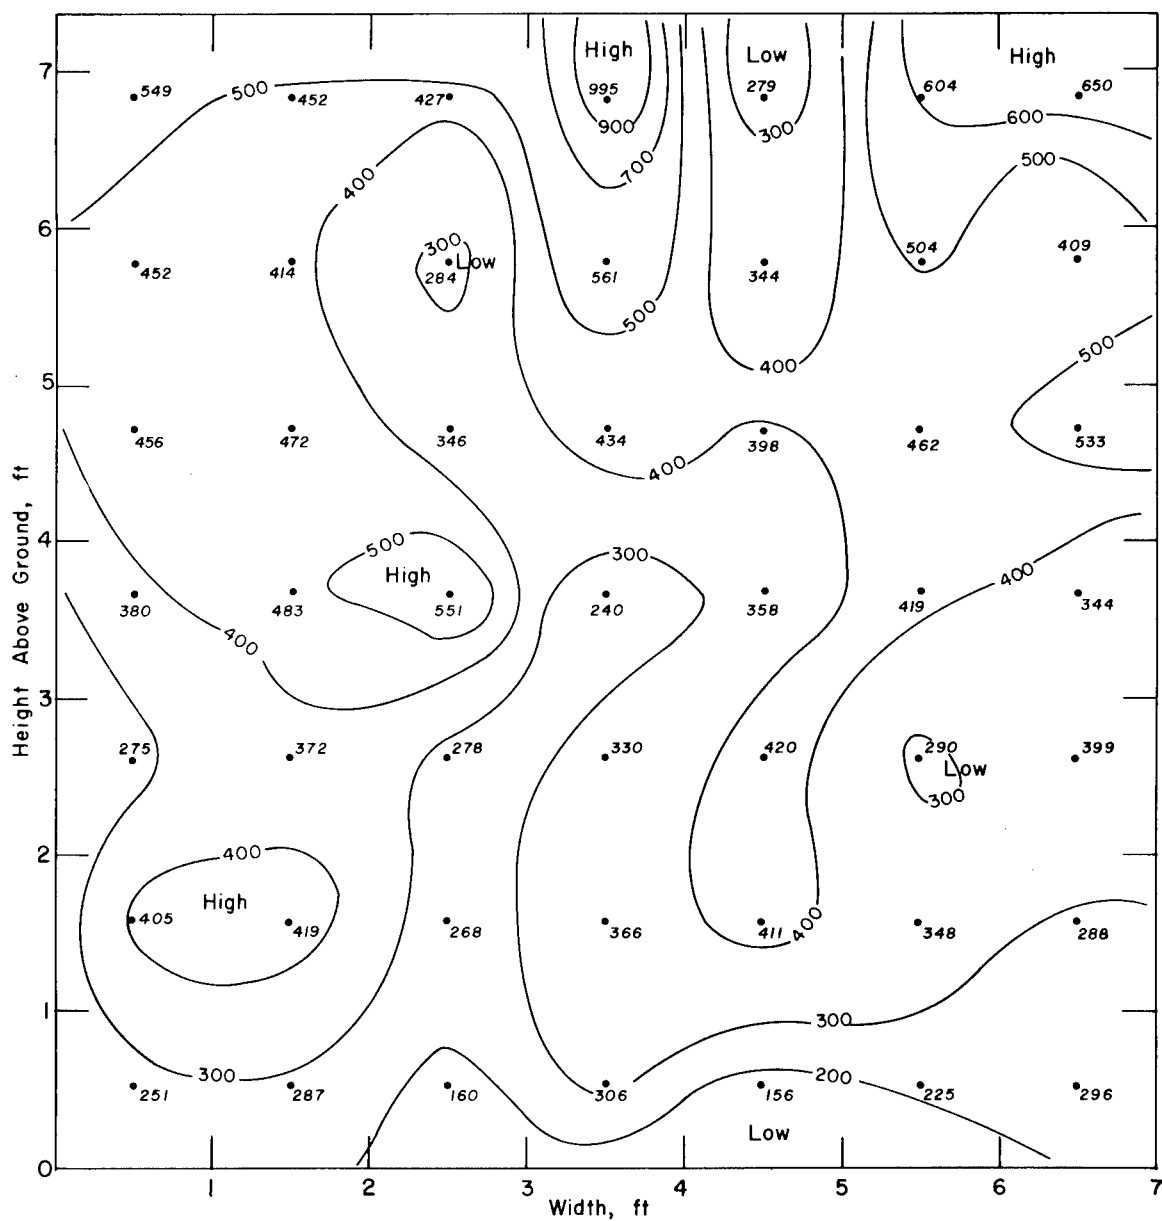 High Low High
7
549 500 452 427 995 279 604 650
900 300 600
700 500
400
6
300 504 409
452 414 284 Low 561 344
500 500
5 400
456 472 346 434 398 462 533
400
4 500 300
High 400
380 483 551 240 358 419 344
400
3
275 372 278 330 420 290 399
Low
300
2 400
High
405 419 268 366 411 400 348 288
1 300
300 200
251 287 160 306 156 225 296
Low
0
1 2 3 4 5 6 7
Width, ft
Height Above Ground, ft